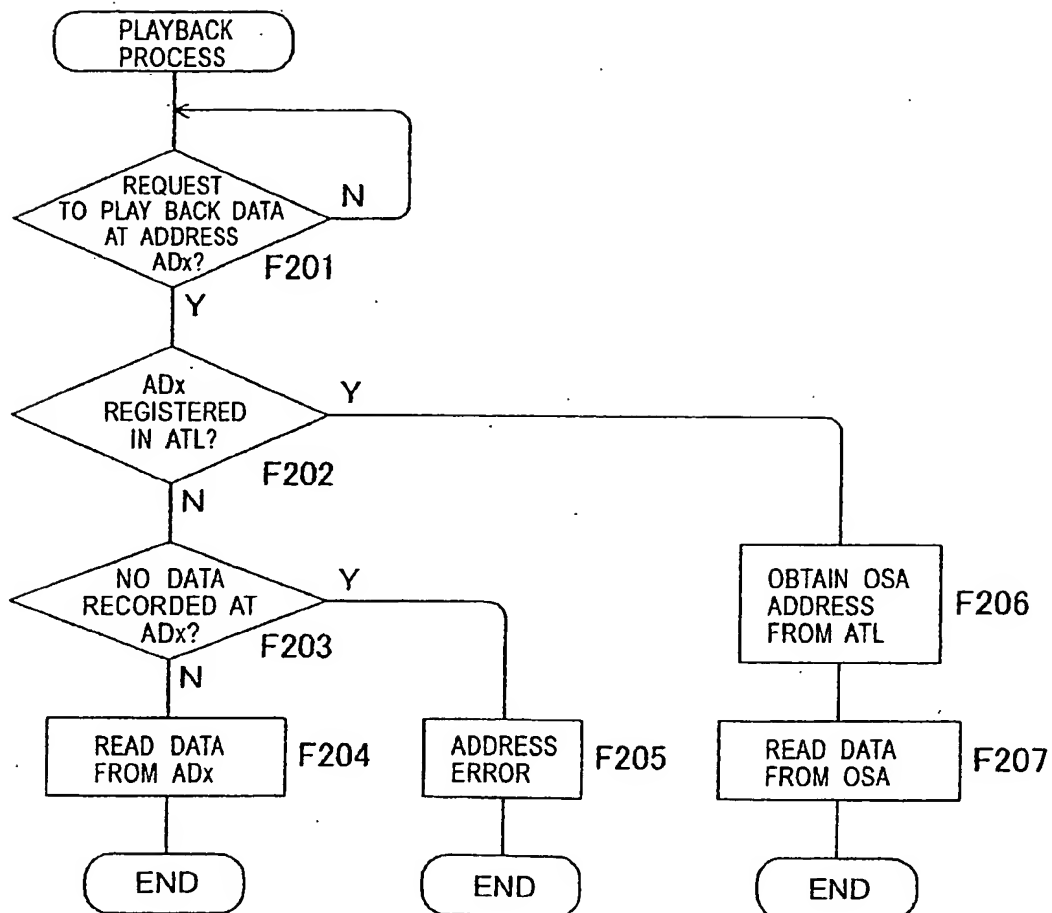 PLAYBACK
PROCESS
REQUEST
TO PLAY BACK DATA
AT ADDRESS
ADx?
N
F201
Y
ADx
REGISTERED
IN ATL?
Y
F202
N
NO DATA
RECORDED AT
ADx?
Y
F203
N
OBTAIN OSA
ADDRESS
FROM ATL
F206
READ DATA
FROM ADx
F204
ADDRESS
ERROR
F205
READ DATA
FROM OSA
F207
END
END
END